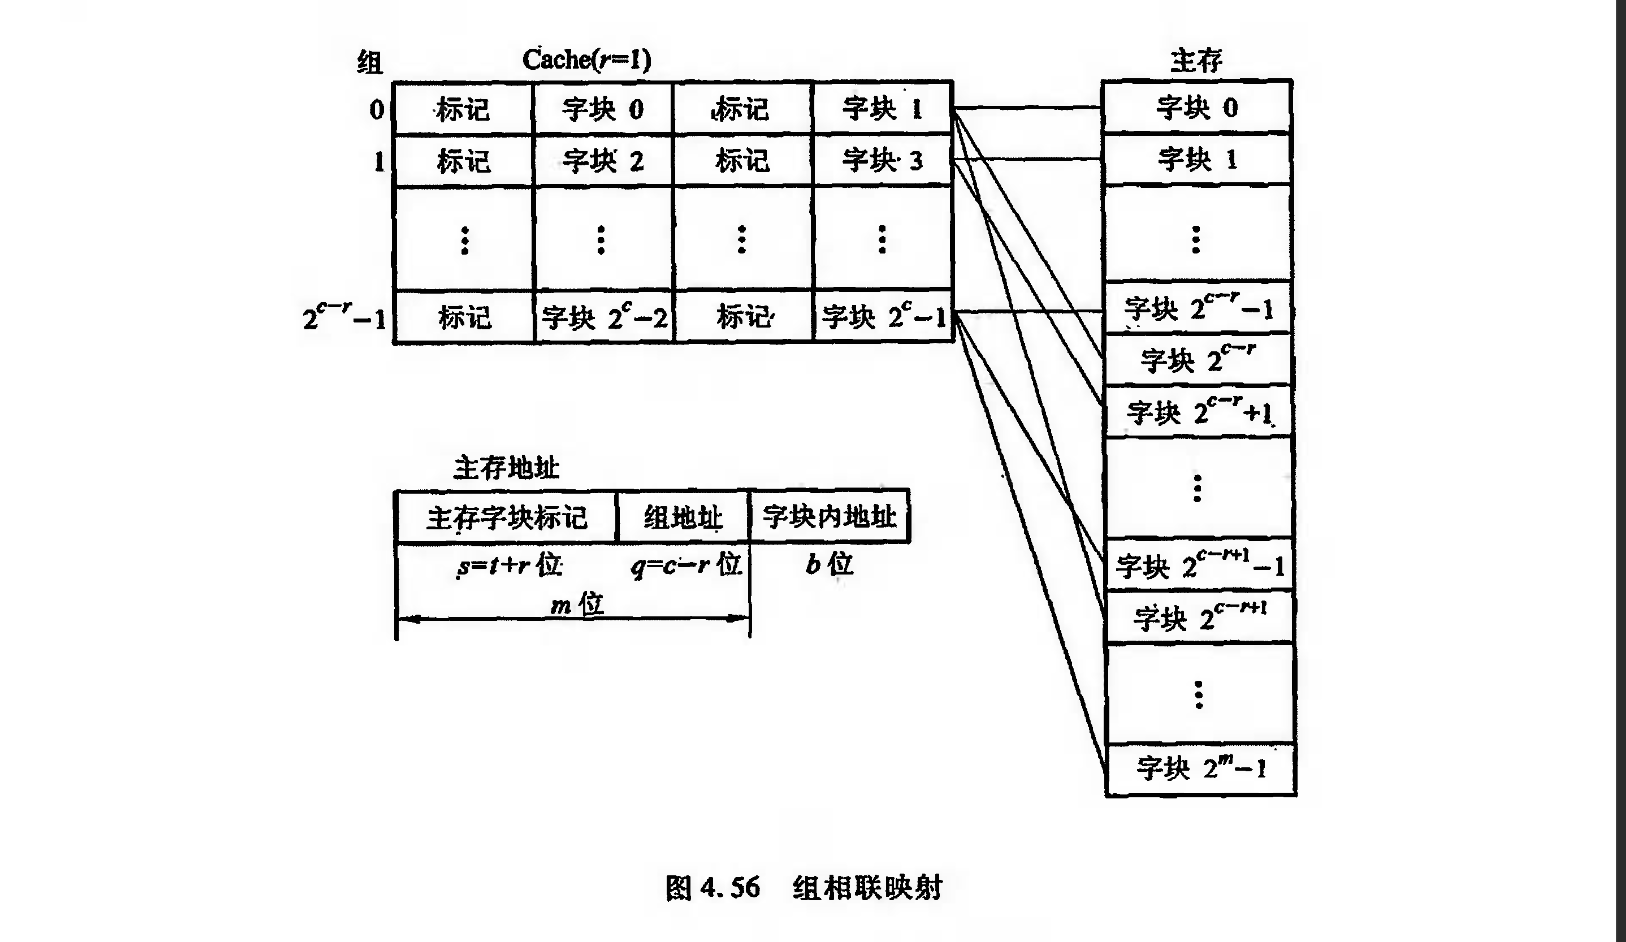 组 Cache(r=1) 主存
0 标记 字块 0 标记 字块 1 字块 0
1 标记 字块 2 标记 字块 3 字块 1
⋮ ⋮ ⋮ ⋮ ⋮
2^{c-r}-1 标记 字块 2^c-2 标记 字块 2^c-1 字块 2^{c-r}-1
字块 2^{c-r}
字块 2^{c-r}+1
⋮
主存地址
主存字块标记 组地址 字块内地址
s=t+r 位 q=c-r 位 b 位
m 位
字块 2^{c-r+1}-1
字块 2^{c-r+1}
⋮
字块 2^m-1
图 4.56 组相联映射